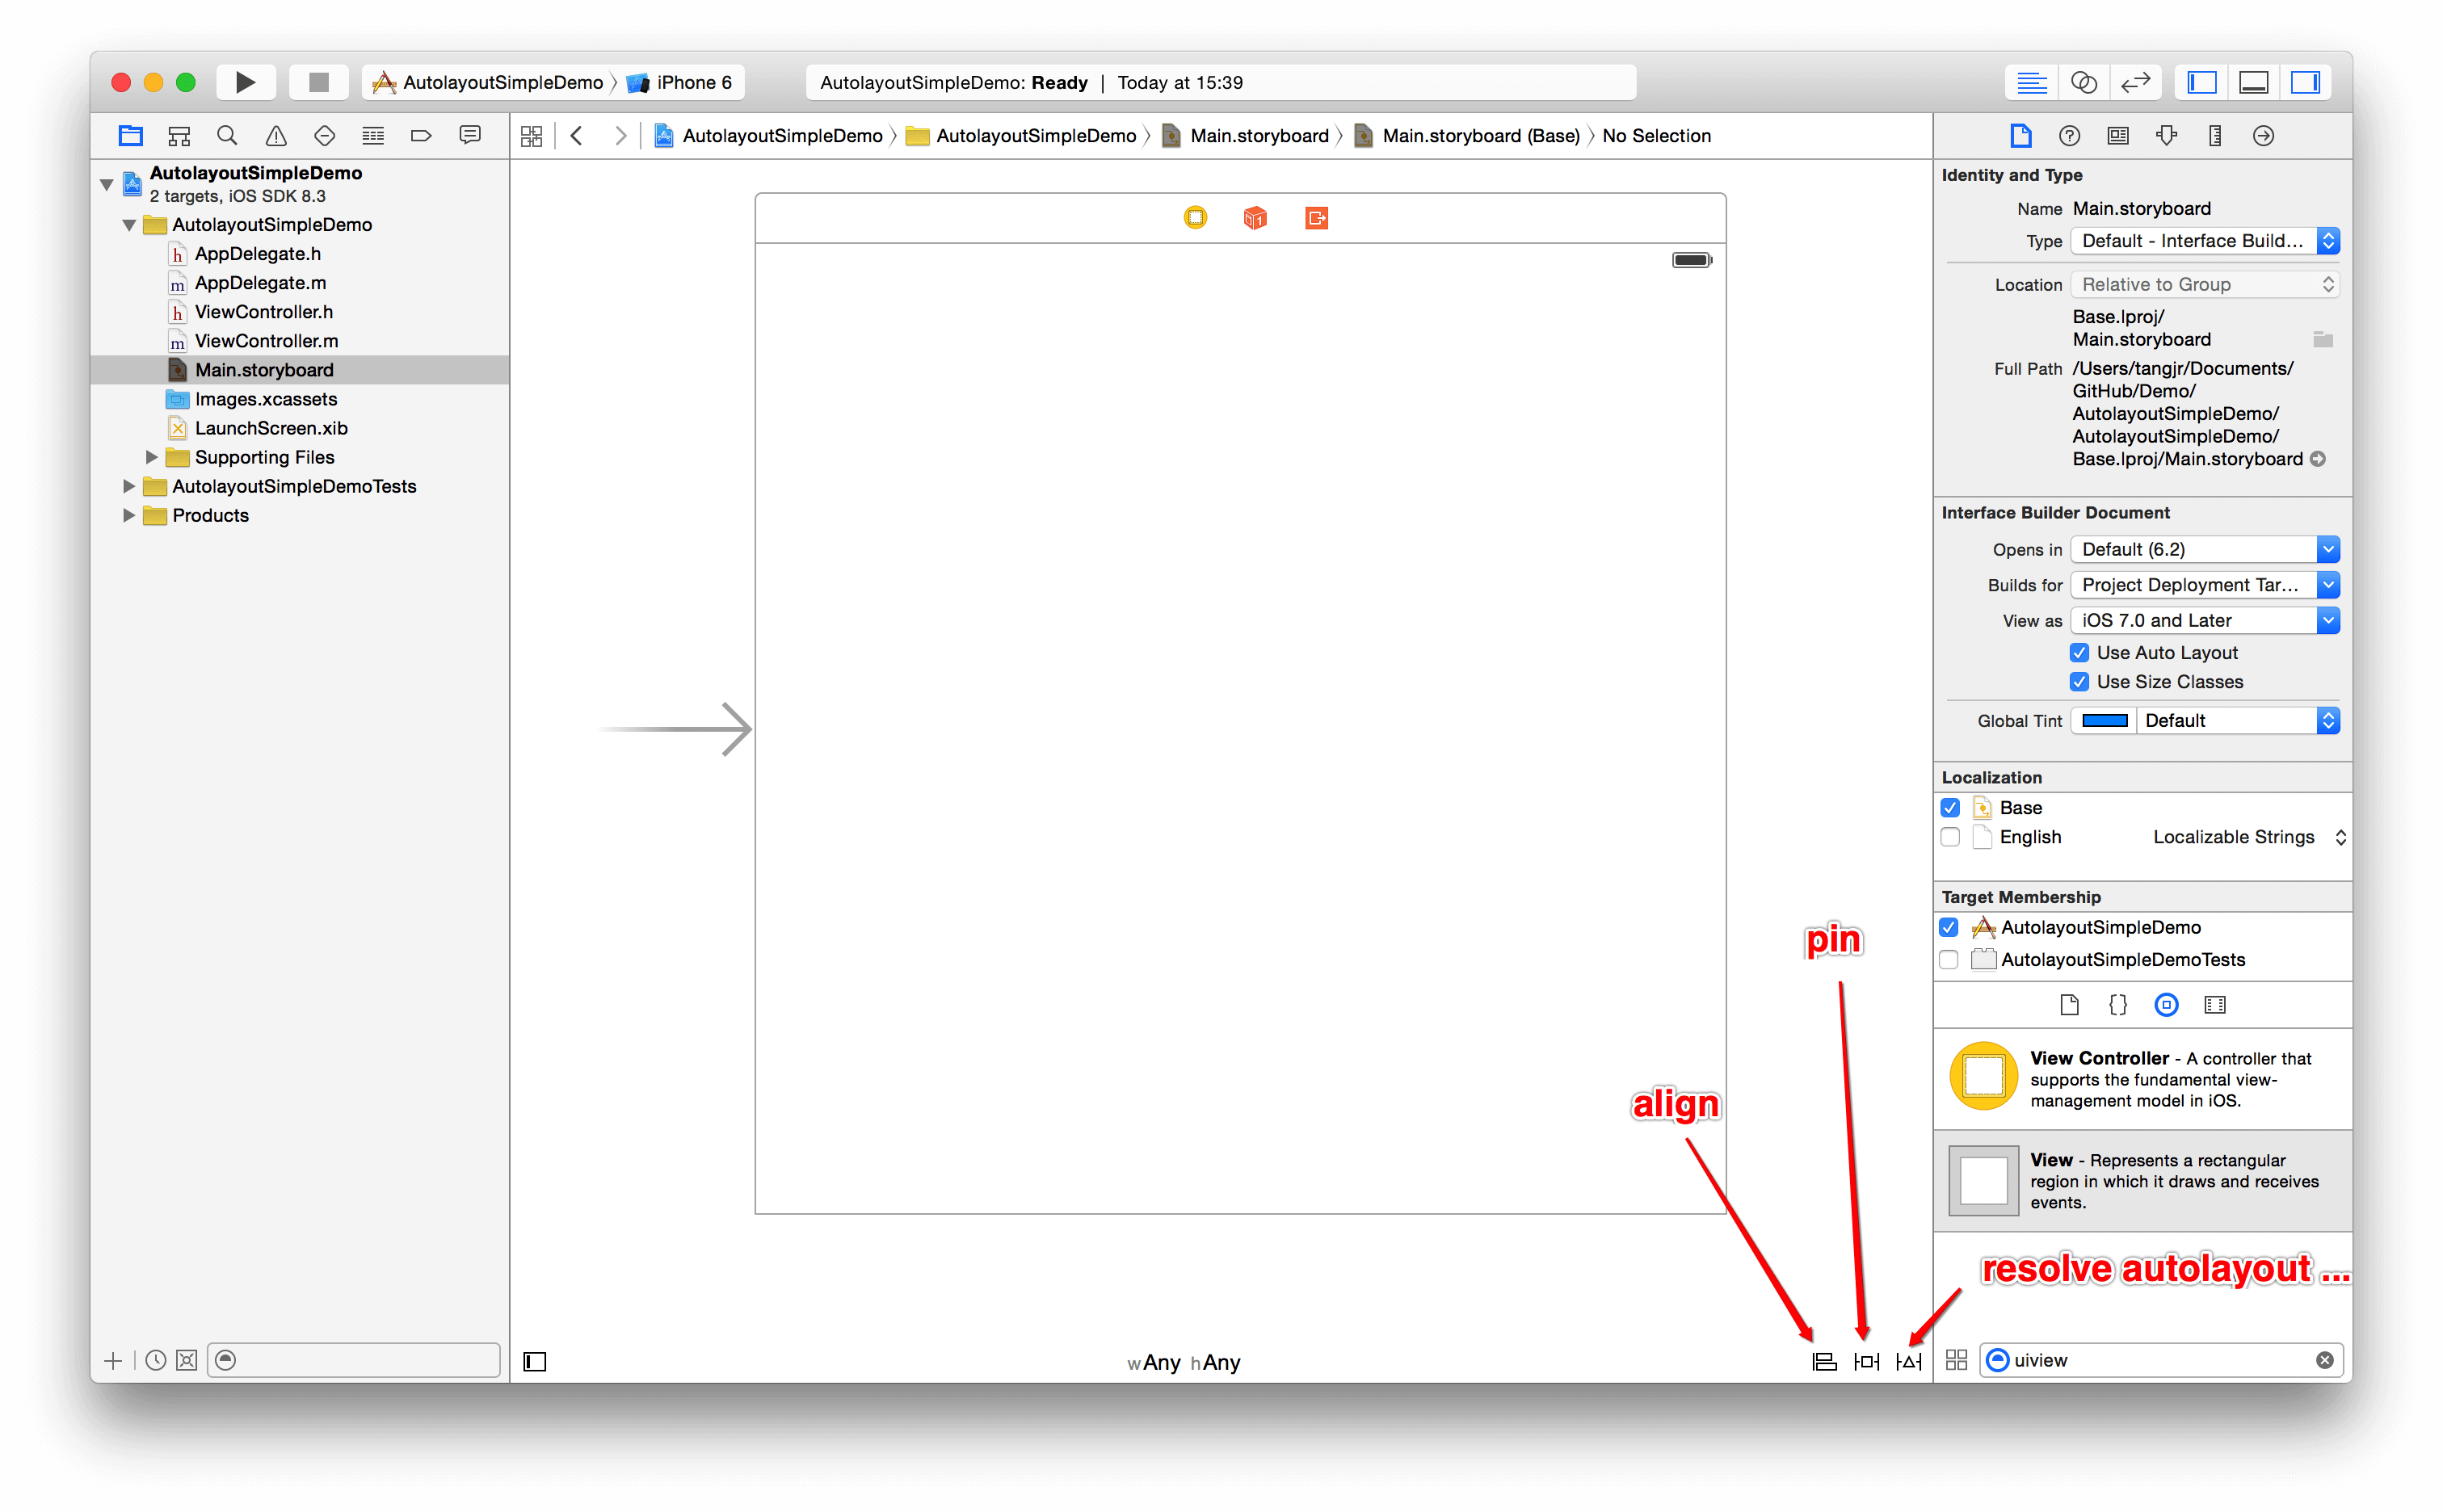 AutolayoutSimpleDemo iPhone 6
AutolayoutSimpleDemo: Ready | Today at 15:39
AutolayoutSimpleDemo AutolayoutSimpleDemo Main.storyboard Main.storyboard (Base) No Selection
AutolayoutSimpleDemo
2 targets, iOS SDK 8.3
AutolayoutSimpleDemo
h AppDelegate.h
m AppDelegate.m
h ViewController.h
m ViewController.m
Main.storyboard
Images.xcassets
LaunchScreen.xib
Supporting Files
AutolayoutSimpleDemoTests
Products
wAny hAny
align
pin
resolve autolayout ...
Identity and Type
Name Main.storyboard
Type Default - Interface Build...
Location Relative to Group
Base.lproj/
Main.storyboard
Full Path /Users/tangjr/Documents/
GitHub/Demo/
AutolayoutSimpleDemo/
AutolayoutSimpleDemo/
Base.lproj/Main.storyboard
Interface Builder Document
Opens in Default (6.2)
Builds for Project Deployment Tar...
View as iOS 7.0 and Later
Use Auto Layout
Use Size Classes
Global Tint Default
Localization
Base
English Localizable Strings
Target Membership
AutolayoutSimpleDemo
AutolayoutSimpleDemoTests
{}
View Controller - A controller that
supports the fundamental view-
management model in iOS.
View - Represents a rectangular
region in which it draws and receives
events.
uiview